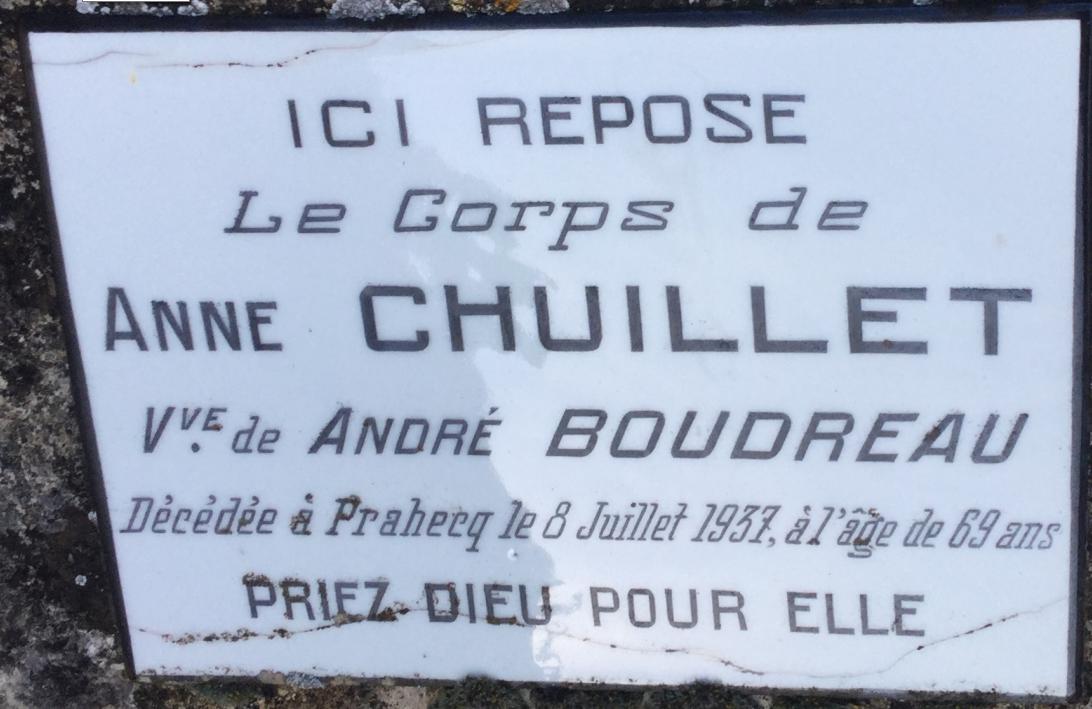 ICI REPOSE
Le Corps de
ANNE CHUILLET
Vve. de ANDRÉ BOUDREAU
Décédée à Prahecq le 8 Juillet 1937, à l'âge de 69 ans
PRIEZ DIEU POUR ELLE